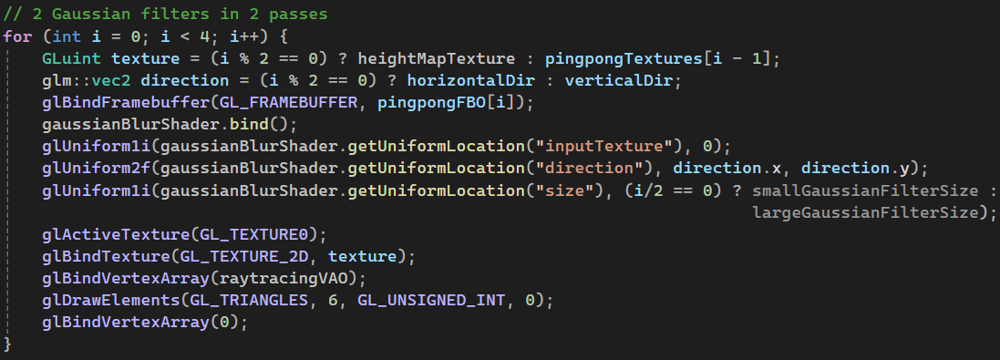 // 2 Gaussian filters in 2 passes
for (int i = 0; i < 4; i++) {
    GLuint texture = (i % 2 == 0) ? heightMapTexture : pingpongTextures[i - 1];
    glm::vec2 direction = (i % 2 == 0) ? horizontalDir : verticalDir;
    glBindFramebuffer(GL_FRAMEBUFFER, pingpongFBO[i]);
    gaussianBlurShader.bind();
    glUniform1i(gaussianBlurShader.getUniformLocation("inputTexture"), 0);
    glUniform2f(gaussianBlurShader.getUniformLocation("direction"), direction.x, direction.y);
    glUniform1i(gaussianBlurShader.getUniformLocation("size"), (i/2 == 0) ? smallGaussianFilterSize :
                                                                            largeGaussianFilterSize);
    glActiveTexture(GL_TEXTURE0);
    glBindTexture(GL_TEXTURE_2D, texture);
    glBindVertexArray(raytracingVAO);
    glDrawElements(GL_TRIANGLES, 6, GL_UNSIGNED_INT, 0);
    glBindVertexArray(0);
}